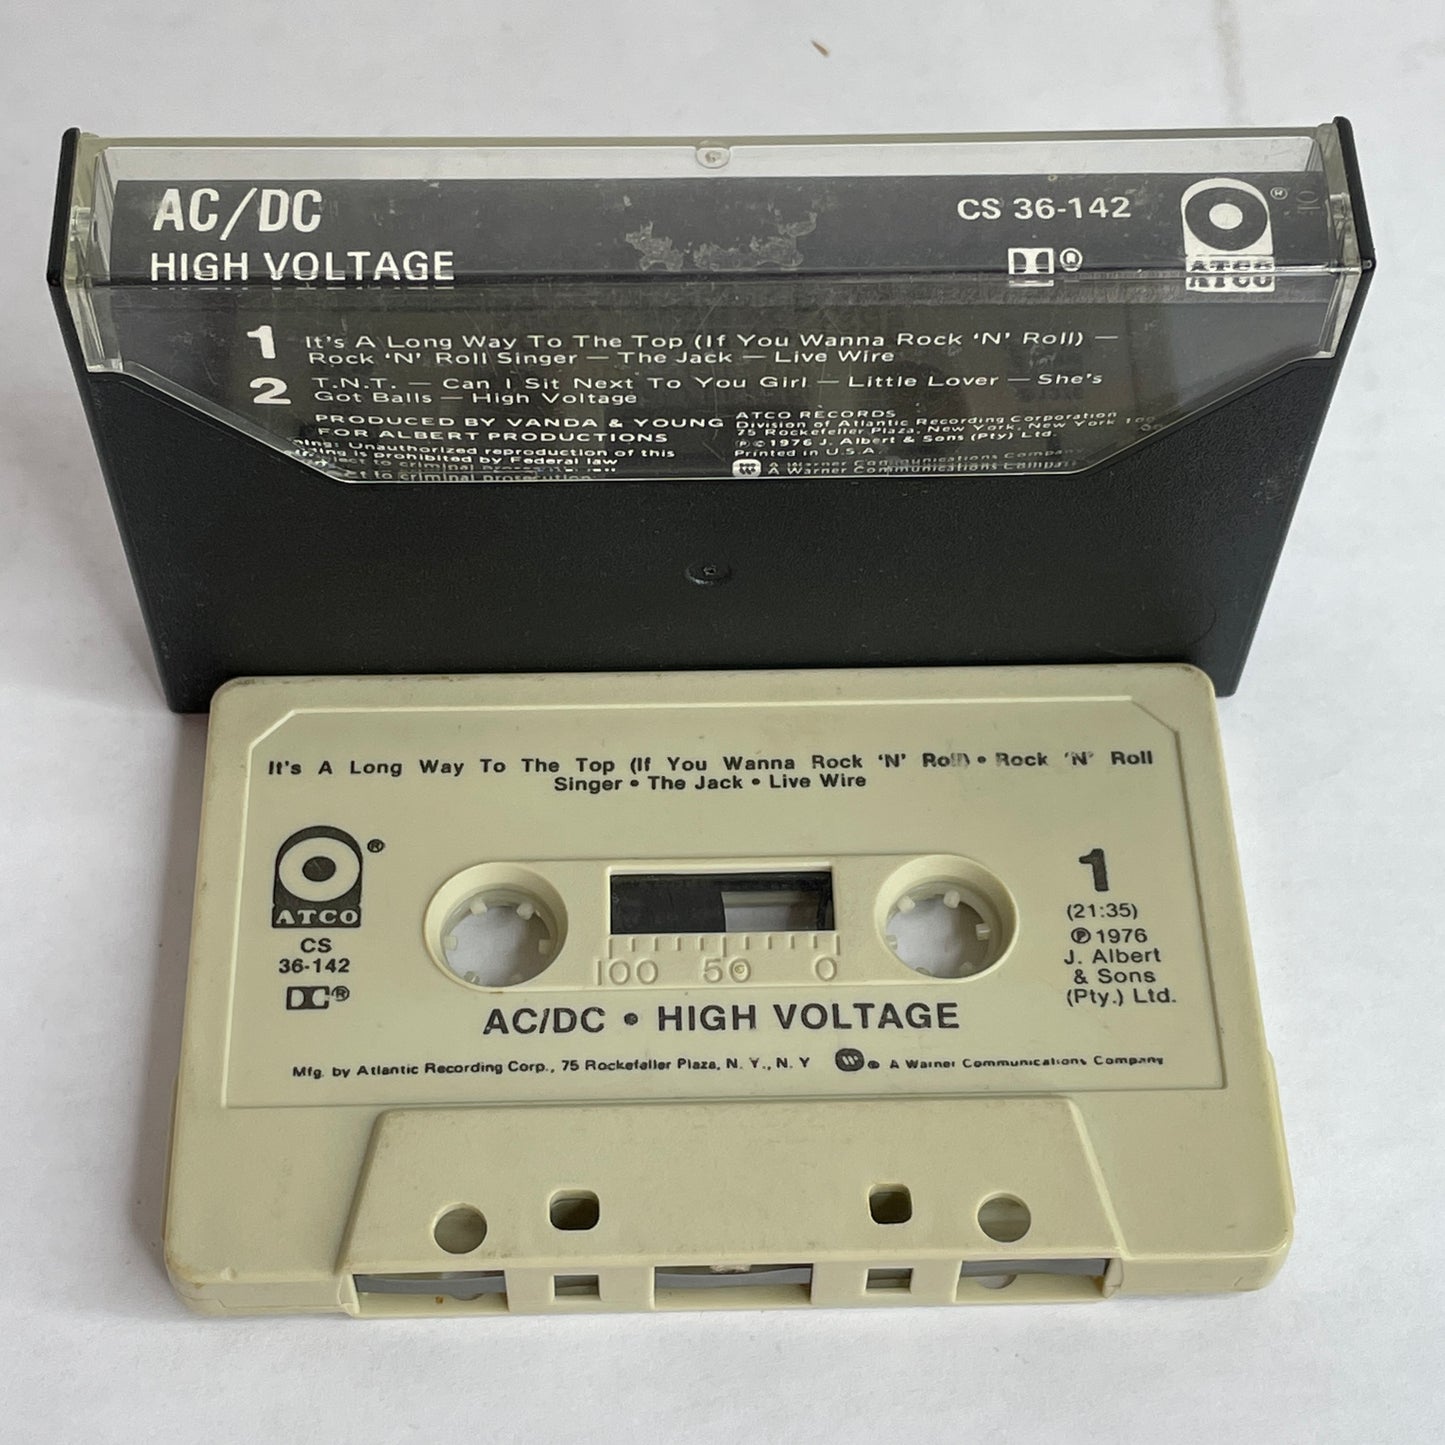 AC/DC
HIGH VOLTAGE
CS 36-142
ATCO
®
1
It's A Long Way To The Top (If You Wanna Rock 'N' Roll) —
Rock 'N' Roll Singer — The Jack — Live Wire
2
T.N.T. — Can I Sit Next To You Girl — Little Lover — She's
Got Balls — High Voltage
PRODUCED BY VANDA & YOUNG
FOR ALBERT PRODUCTIONS
Unauthorized reproduction of this
is prohibited by Federal law
to criminal prosecution
ATCO RECORDS
Division of Atlantic Recording Corporation
75 Rockefeller Plaza, New York, New York
℗ © 1976 J. Albert & Sons (Pty) Ltd.
Printed in U.S.A.
A Warner Communications Company
It's A Long Way To The Top (If You Wanna Rock 'N' Roll) • Rock 'N' Roll
Singer • The Jack • Live Wire
®
ATCO
CS
36-142
®
1
(21:35)
℗ 1976
J. Albert
& Sons
(Pty.) Ltd.
100 50 0
AC/DC • HIGH VOLTAGE
Mfg. by Atlantic Recording Corp., 75 Rockefeller Plaza, N. Y., N. Y ® A Warner Communications Company